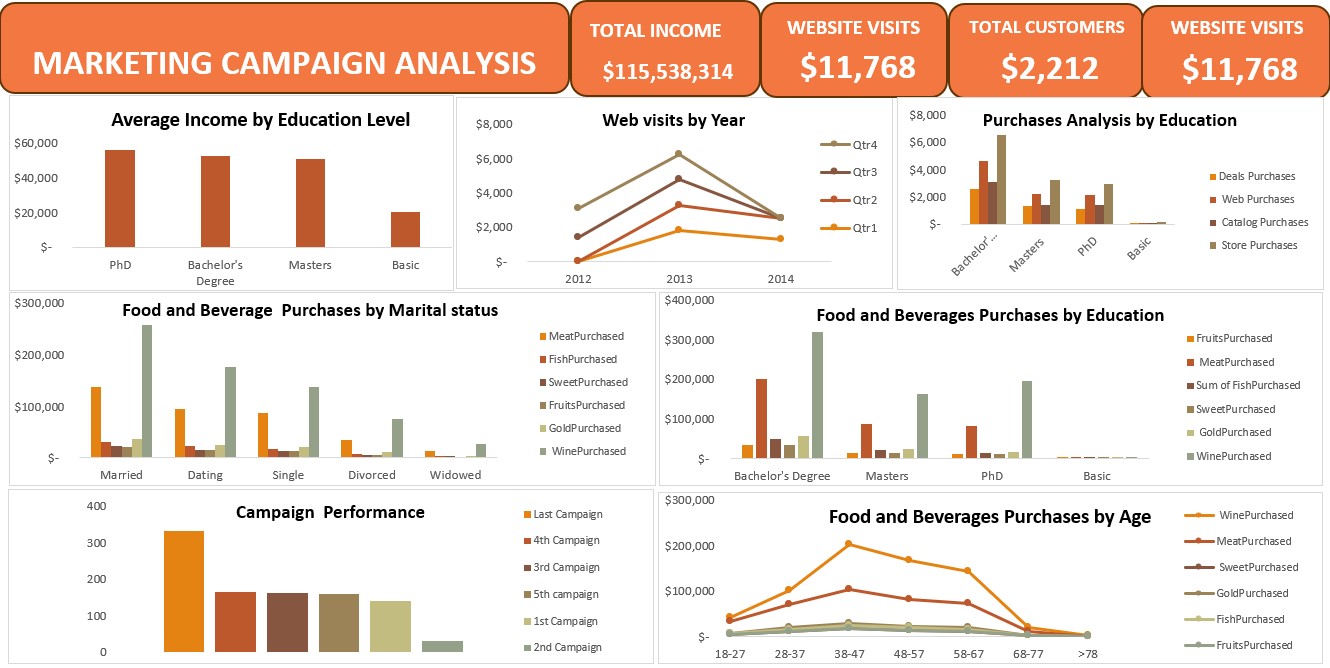 MARKETING CAMPAIGN ANALYSIS
TOTAL INCOME
$115,538,314
WEBSITE VISITS
$11,768
TOTAL CUSTOMERS
$2,212
WEBSITE VISITS
$11,768
Average Income by Education Level
$60,000
$40,000
$20,000
$-
PhD
Bachelor's
Degree
Masters
Basic
Web visits by Year
$8,000
$6,000
$4,000
$2,000
$-
2012
2013
2014
Qtr4
Qtr3
Qtr2
Qtr1
Purchases Analysis by Education
$8,000
$6,000
$4,000
$2,000
$-
Bachelor'...
Masters
PhD
Basic
Deals Purchases
Web Purchases
Catalog Purchases
Store Purchases
Food and Beverage  Purchases by Marital status
$300,000
$200,000
$100,000
$-
Married
Dating
Single
Divorced
Widowed
MeatPurchased
FishPurchased
SweetPurchased
FruitsPurchased
GoldPurchased
WinePurchased
Food and Beverages Purchases by Education
$400,000
$300,000
$200,000
$100,000
$-
Bachelor's Degree
Masters
PhD
Basic
FruitsPurchased
MeatPurchased
Sum of FishPurchased
SweetPurchased
GoldPurchased
WinePurchased
Campaign  Performance
400
300
200
100
0
Last Campaign
4th Campaign
3rd Campaign
5th campaign
1st Campaign
2nd Campaign
Food and Beverages Purchases by Age
$300,000
$200,000
$100,000
$-
18-27
28-37
38-47
48-57
58-67
68-77
>78
WinePurchased
MeatPurchased
SweetPurchased
GoldPurchased
FishPurchased
FruitsPurchased